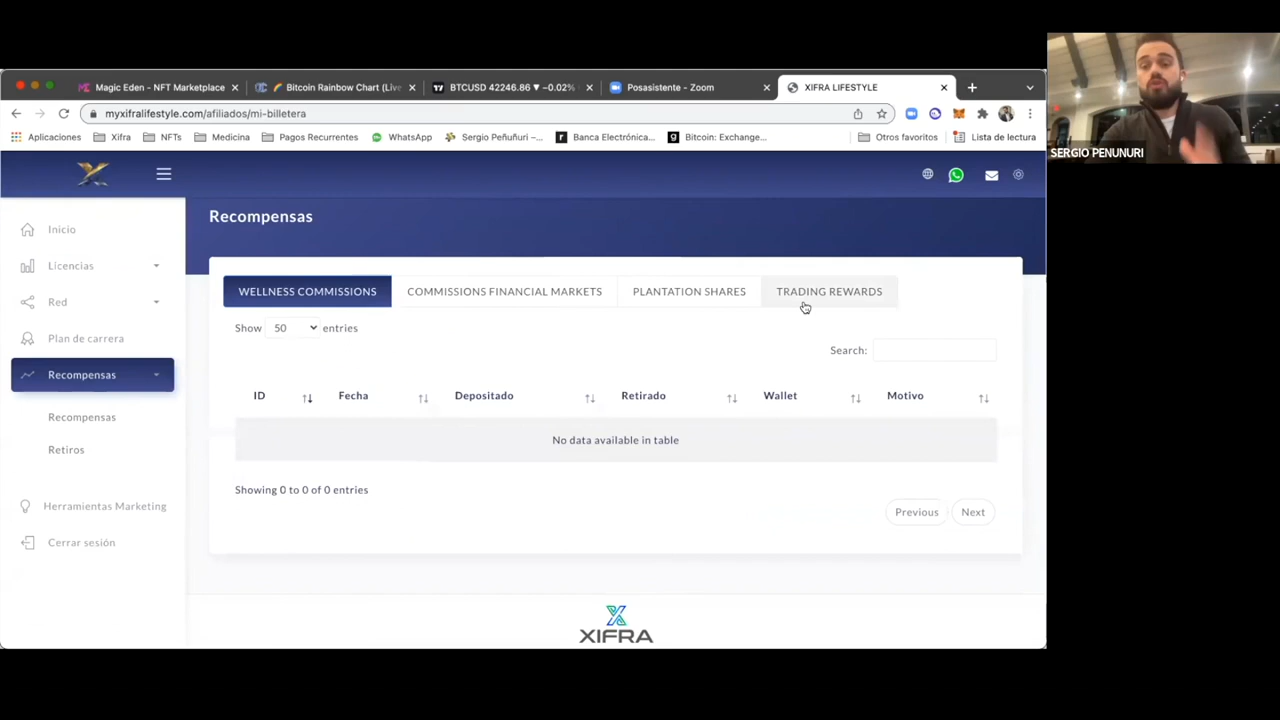 Magic Eden - NFT Marketplace
Bitcoin Rainbow Chart (Live
BTCUSD 42246.86 ▼ −0.02%
Posasistente - Zoom
XIFRA LIFESTYLE
myxifralifestyle.com/afiliados/mi-billetera
Aplicaciones
Xifra
NFTs
Medicina
Pagos Recurrentes
WhatsApp
Sergio Peñuñuri –...
Banca Electrónica...
Bitcoin: Exchange...
Otros favoritos
Lista de lectura
SERGIO PENUNURI
Inicio
Licencias
Red
Plan de carrera
Recompensas
Recompensas
Retiros
Herramientas Marketing
Cerrar sesión
Recompensas
WELLNESS COMMISSIONS
COMMISSIONS FINANCIAL MARKETS
PLANTATION SHARES
TRADING REWARDS
Show 50 entries
Search:
ID Fecha Depositado Retirado Wallet Motivo
No data available in table
Showing 0 to 0 of 0 entries
Previous Next
XIFRA